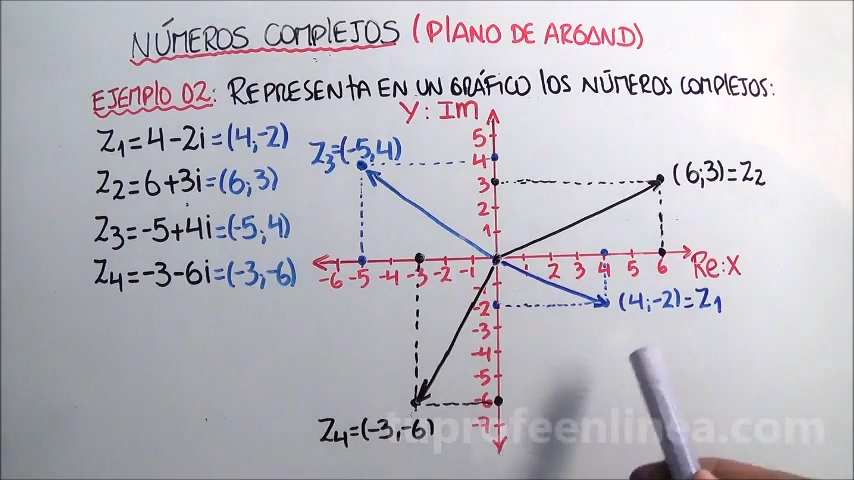 NÚMEROS COMPLEJOS (PLANO DE ARGAND)
EJEMPLO 02: REPRESENTA EN UN GRÁFICO LOS NÚMEROS COMPLEJOS:
Y: Im
Z1=4-2i=(4,-2)
Z2=6+3i=(6;3)
Z3=-5+4i=(-5;4)
Z4=-3-6i=(-3,-6)
Z3=(-5,4)
(6;3)=Z2
5
4
3
2
1
-6 -5 -4 -3 -2 -1 1 2 3 4 5 6 Re:X
-2
-3
-4
-5
-6
-7
(4;-2)=Z1
Z4=(-3,-6)
tuprofeenlinea.com